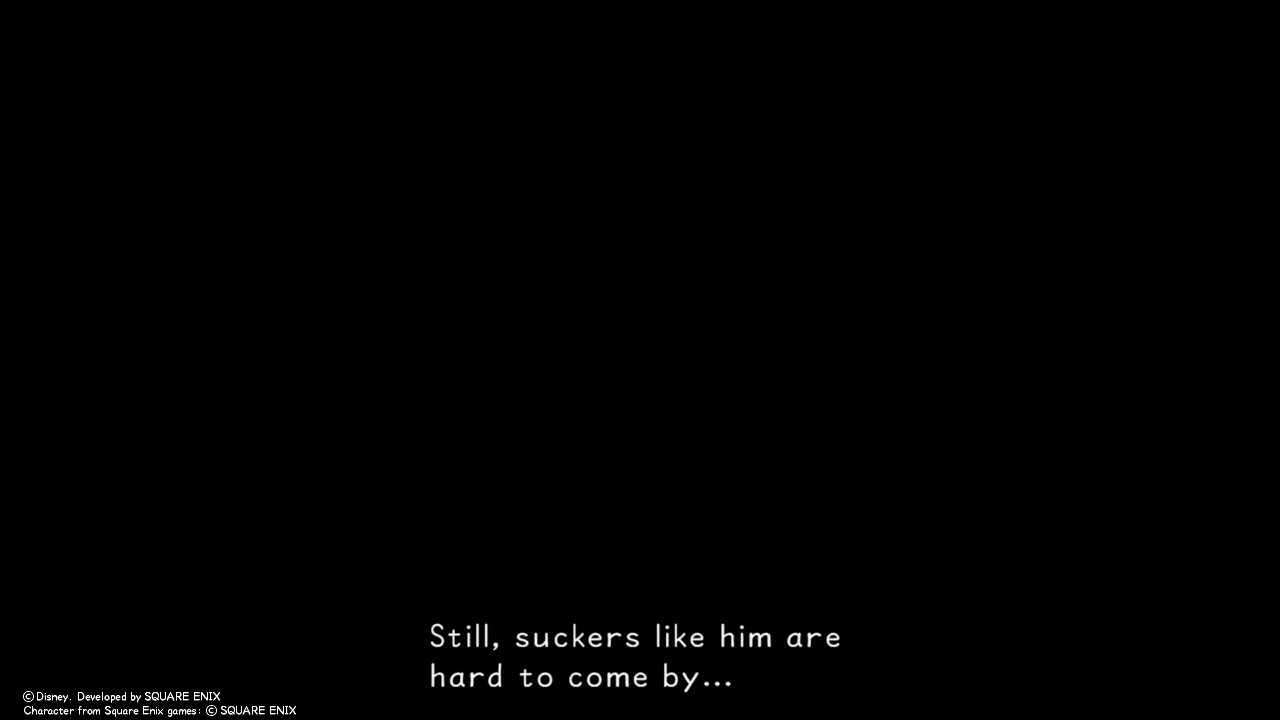 Still, suckers like him are
hard to come by...
©Disney. Developed by SQUARE ENIX
Character from Square Enix games: © SQUARE ENIX